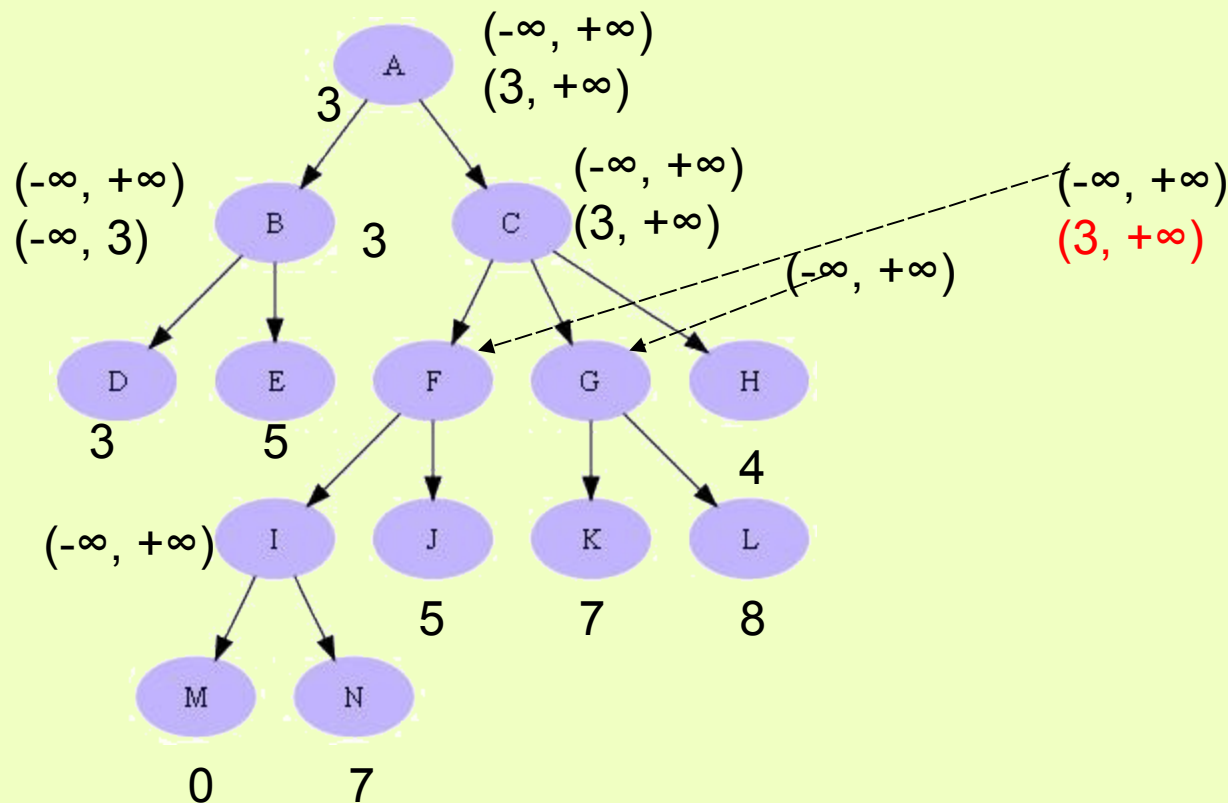 (-∞, +∞)
A
(3, +∞)
3
(-∞, +∞)
(-∞, +∞)
(-∞, +∞)
B
3
C
(-∞, 3)
(3, +∞)
(3, +∞)
(-∞, +∞)
D
E
F
G
H
3
5
4
(-∞, +∞)
I
J
K
L
5
7
8
M
N
0
7